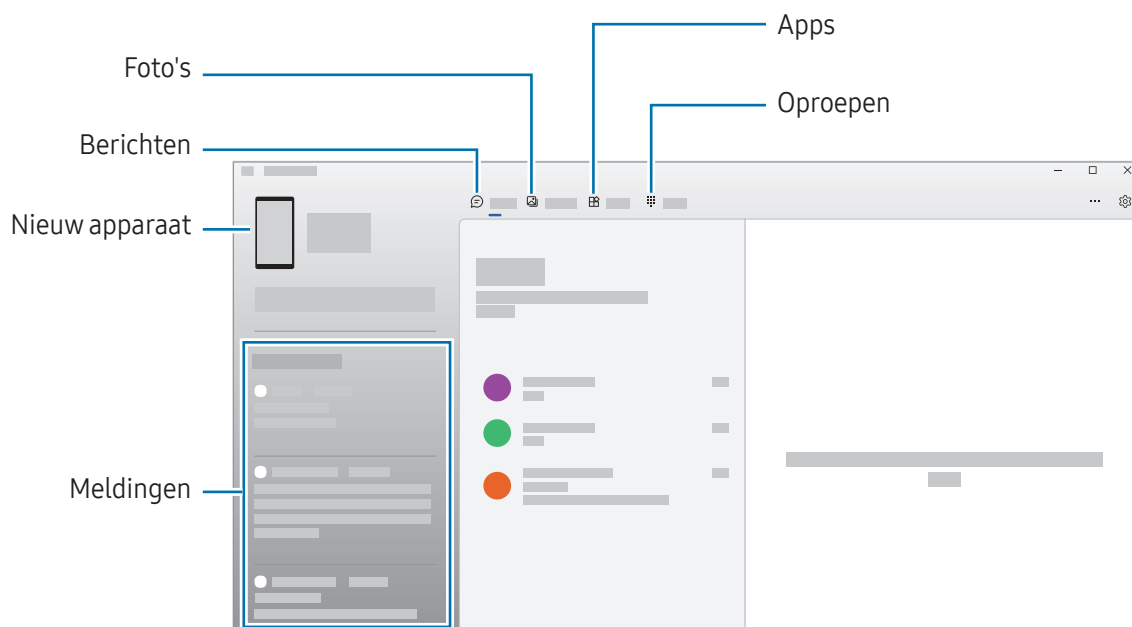 Apps
Foto's
Oproepen
Berichten
Nieuw apparaat
Meldingen